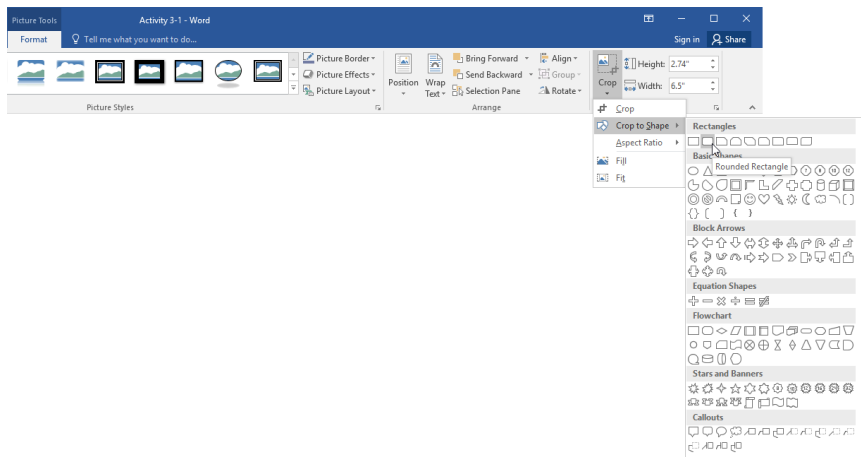 Picture Tools Activity 3-1 - Word
Format Tell me what you want to do... Sign in Share
Picture Border
Picture Effects
Picture Layout
Picture Styles
Position
Wrap
Text
Bring Forward
Send Backward
Selection Pane
Align
Group
Rotate
Arrange
Crop
Height: 2.74"
Width: 6.5"
Crop
Crop to Shape
Aspect Ratio
Fill
Fit
Rectangles
Rounded Rectangle
Basic Shapes
Block Arrows
Equation Shapes
Flowchart
Stars and Banners
Callouts